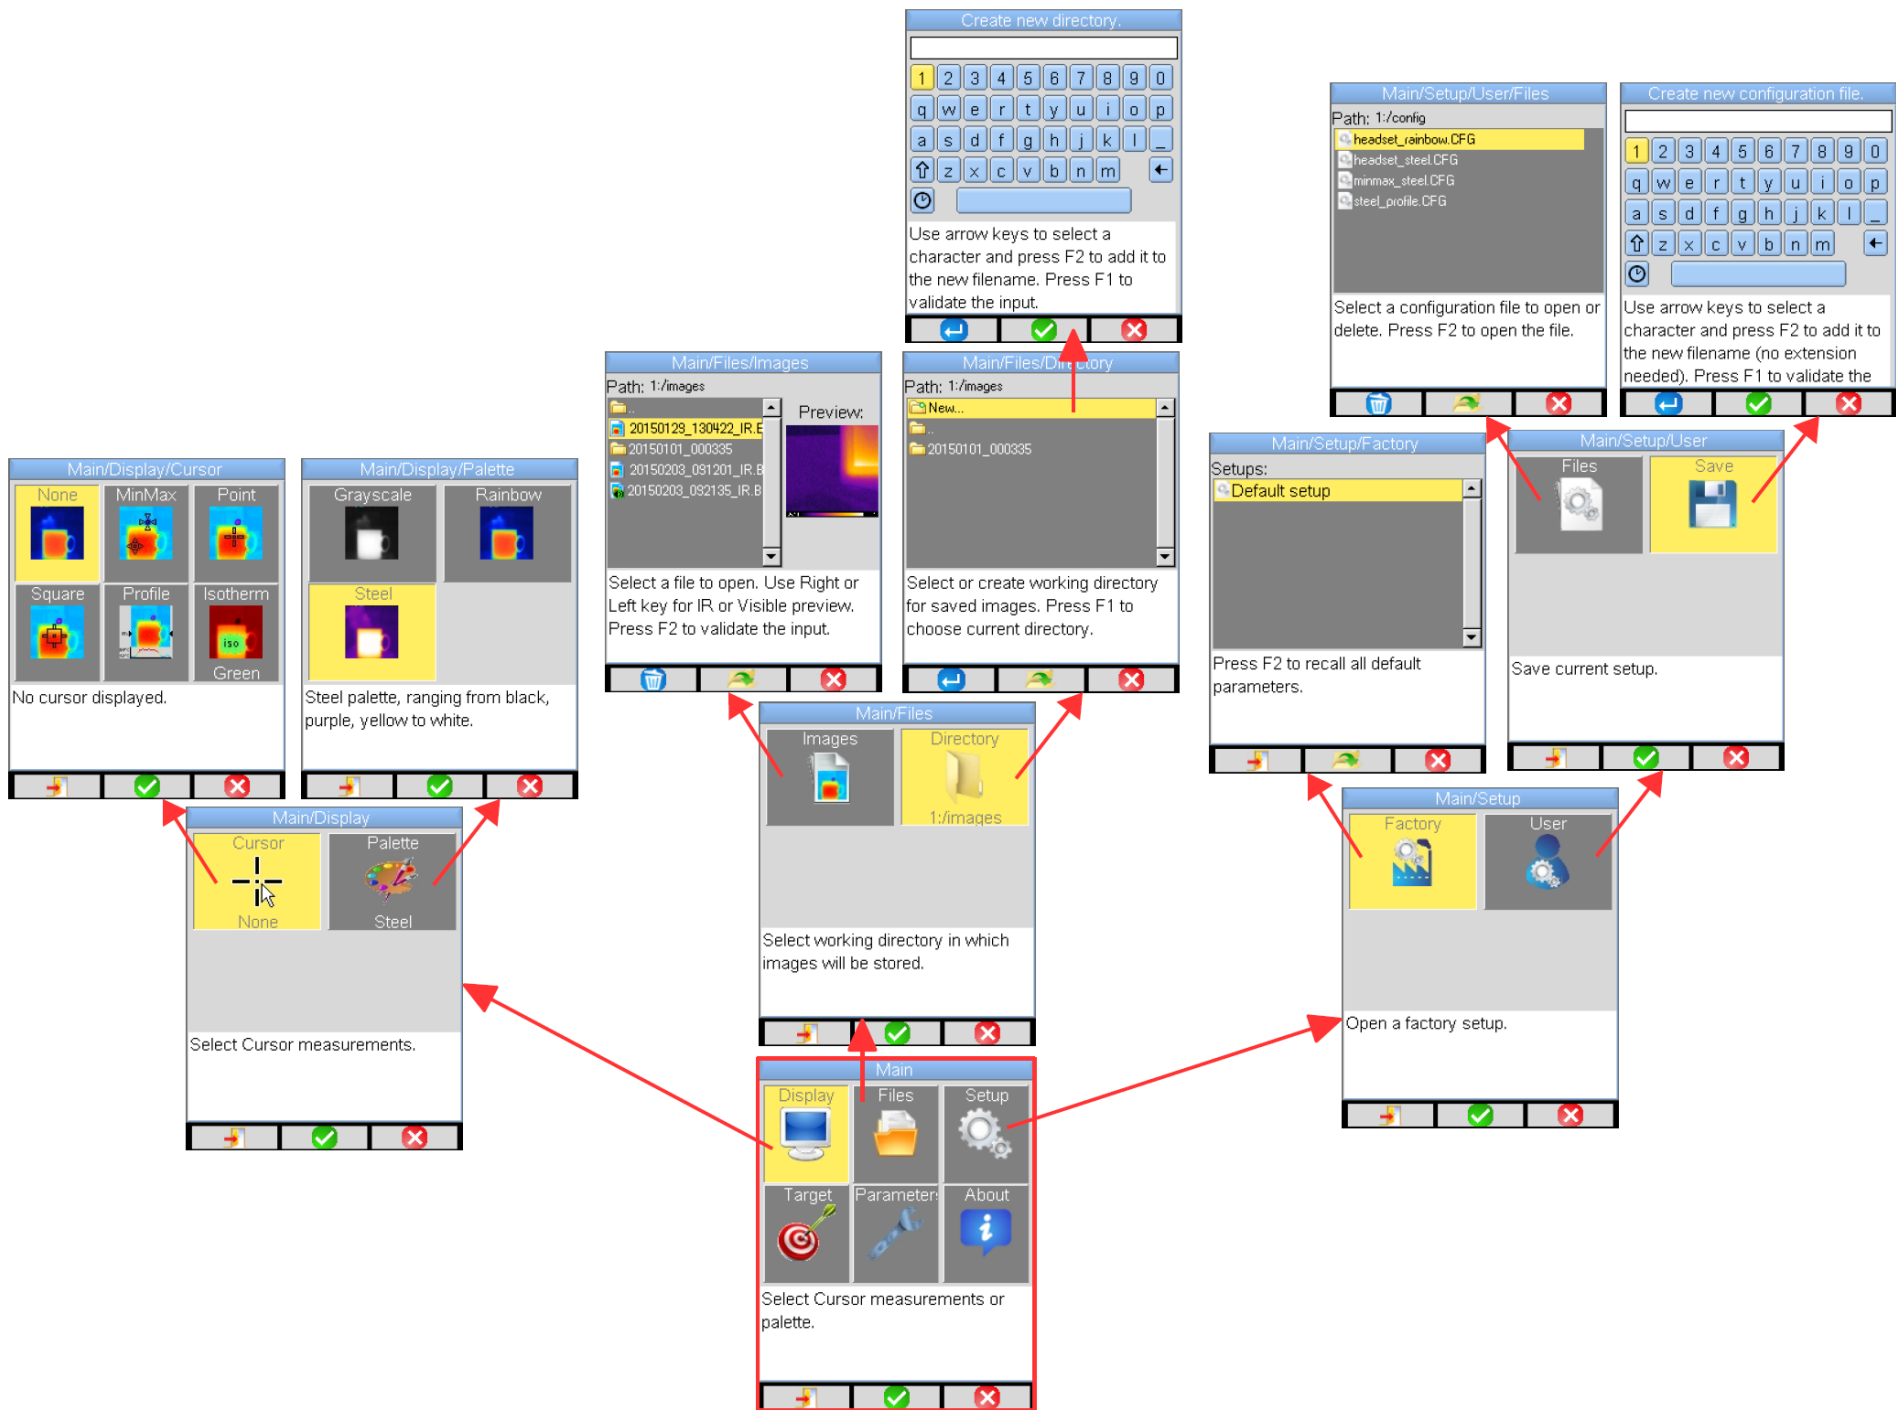 Create new directory.
1 2 3 4 5 6 7 8 9 0
q w e r t y u i o p
a s d f g h j k l _
z x c v b n m
Use arrow keys to select a
character and press F2 to add it to
the new filename. Press F1 to
validate the input.
Main/Setup/User/Files
Path: 1:/config
headset_rainbow.CFG
headset_steel.CFG
minmax_steel.CFG
steel_profile.CFG
Select a configuration file to open or
delete. Press F2 to open the file.
Create new configuration file.
1 2 3 4 5 6 7 8 9 0
q w e r t y u i o p
a s d f g h j k l _
z x c v b n m
Use arrow keys to select a
character and press F2 to add it to
the new filename (no extension
needed). Press F1 to validate the
Main/Files/Images
Path: 1:/images
..
20150129_130422_IR.B
20150101_000335
20150203_091201_IR.B
20150203_092135_IR.B
Preview:
Select a file to open. Use Right or
Left key for IR or Visible preview.
Press F2 to validate the input.
Main/Files/Directory
Path: 1:/images
New...
..
20150101_000335
Select or create working directory
for saved images. Press F1 to
choose current directory.
Main/Setup/Factory
Setups:
Default setup
Press F2 to recall all default
parameters.
Main/Setup/User
Files Save
Save current setup.
Main/Display/Cursor
None MinMax Point
Square Profile Isotherm
iso
Green
No cursor displayed.
Main/Display/Palette
Grayscale Rainbow
Steel
Steel palette, ranging from black,
purple, yellow to white.
Main/Files
Images Directory
1:/images
Select working directory in which
images will be stored.
Main/Setup
Factory User
Open a factory setup.
Main/Display
Cursor Palette
None Steel
Select Cursor measurements.
Main
Display Files Setup
Target Parameter About
Select Cursor measurements or
palette.